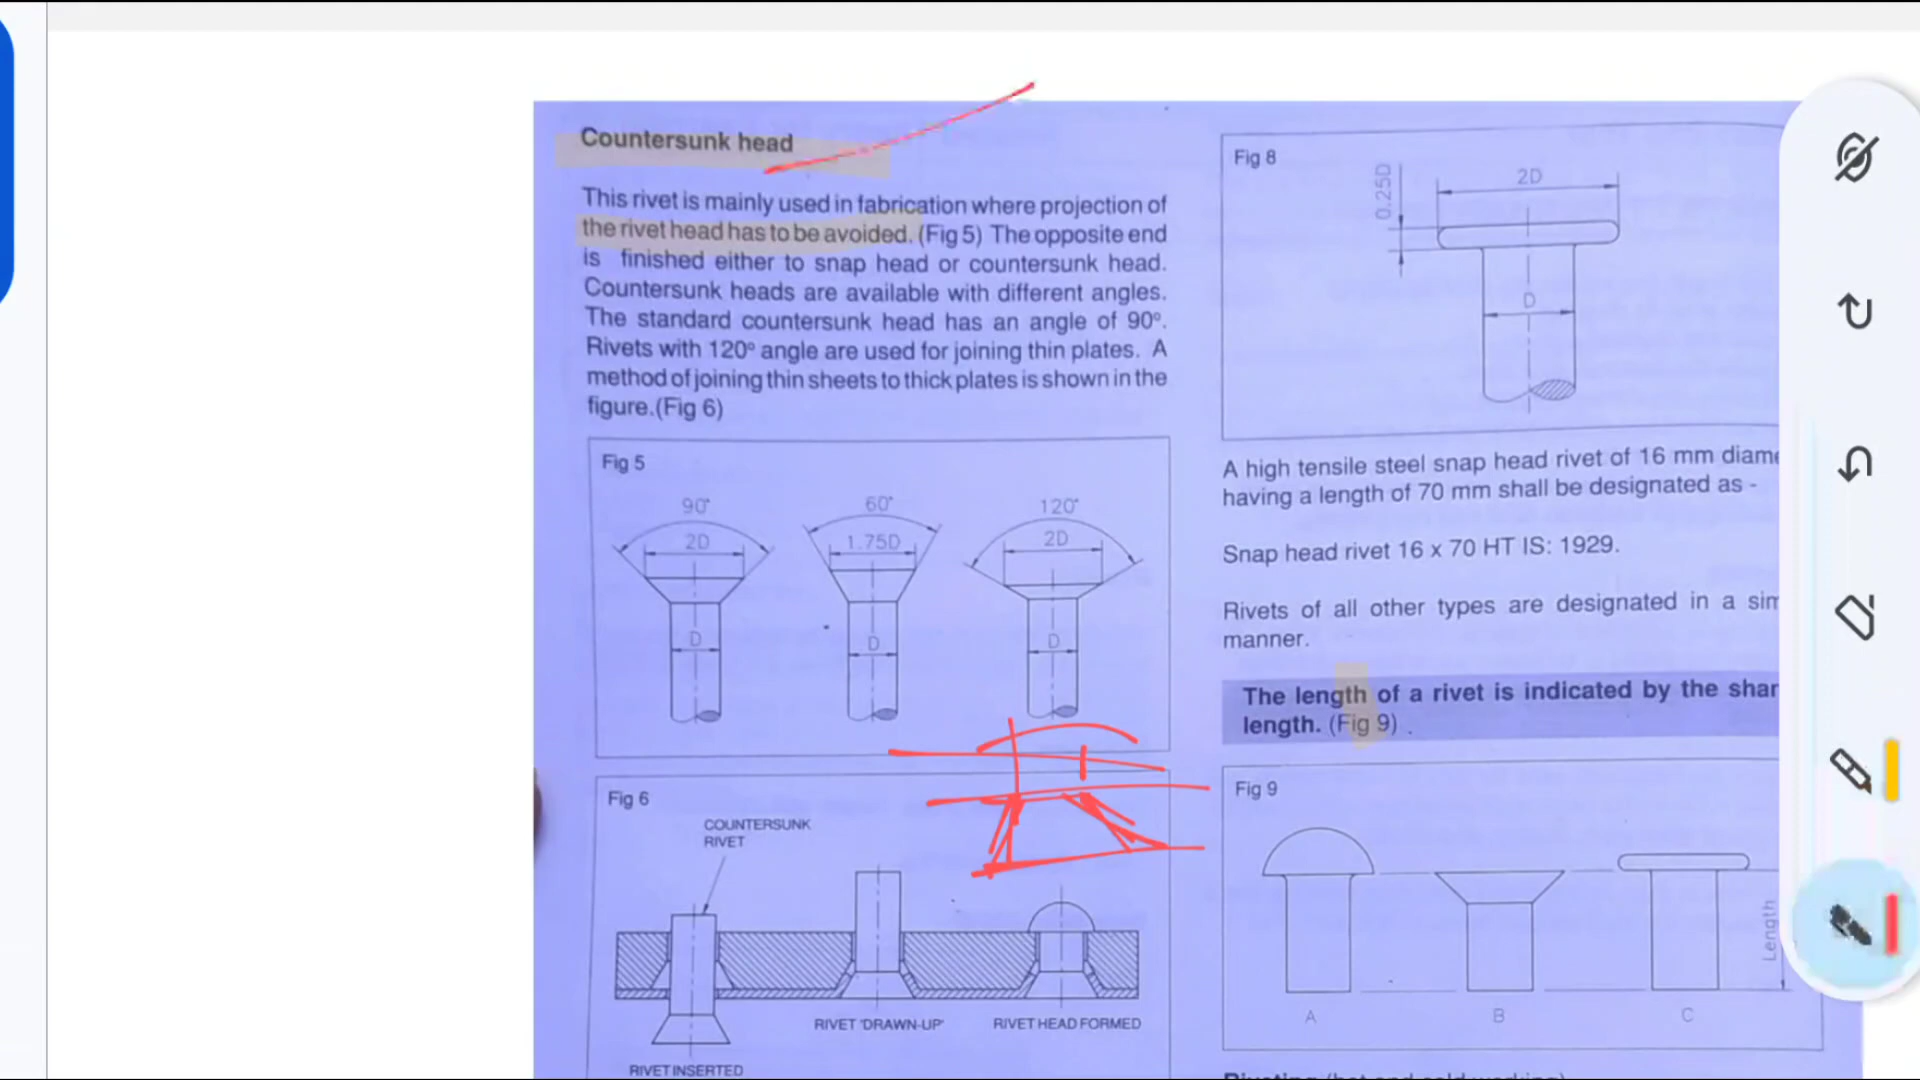 Countersunk head
This rivet is mainly used in fabrication where projection of
the rivet head has to be avoided. (Fig 5) The opposite end
is finished either to snap head or countersunk head.
Countersunk heads are available with different angles.
The standard countersunk head has an angle of 90°.
Rivets with 120° angle are used for joining thin plates. A
method of joining thin sheets to thick plates is shown in the
figure.(Fig 6)
Fig 5
90°
60°
120°
2D
1.75D
2D
D
D
D
Fig 6
COUNTERSUNK
RIVET
RIVET 'DRAWN-UP'
RIVET HEAD FORMED
RIVET INSERTED
Fig 8
0.25D
2D
D
A high tensile steel snap head rivet of 16 mm diame
having a length of 70 mm shall be designated as -
Snap head rivet 16 x 70 HT IS: 1929.
Rivets of all other types are designated in a sim
manner.
The length of a rivet is indicated by the shan
length. (Fig 9) .
Fig 9
Length
A
B
C
Riveting (hot and cold working)